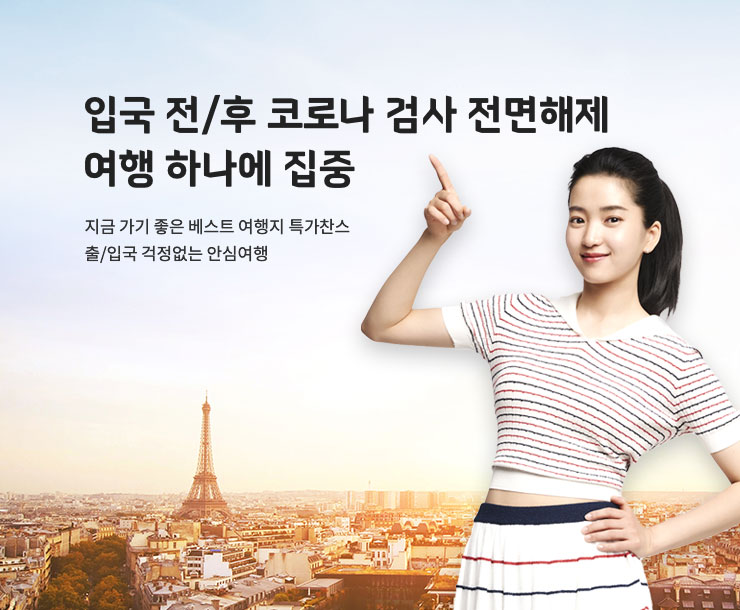 입국 전/후 코로나 검사 전면해제
여행 하나에 집중
지금 가기 좋은 베스트 여행지 특가찬스
출/입국 걱정없는 안심여행